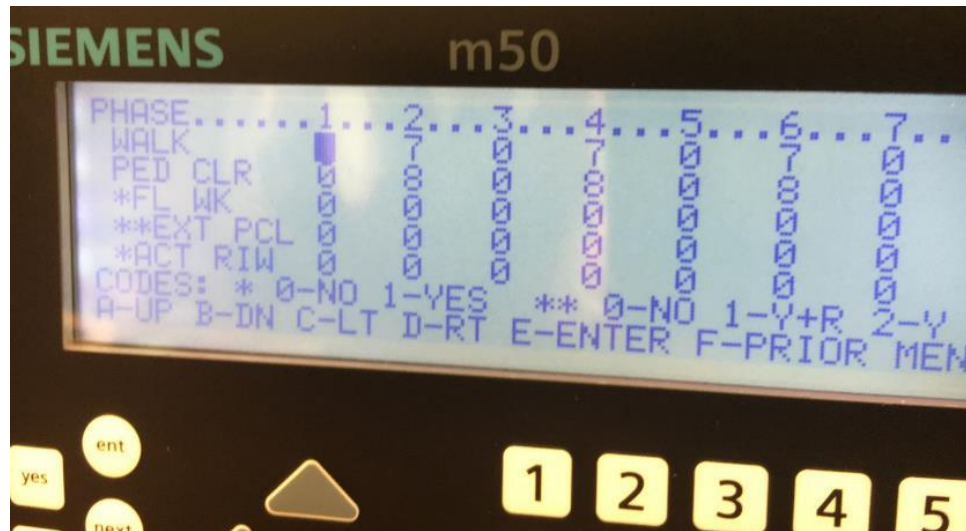 SIEMENS m50
PHASE......1...2...3...4...5...6...7..
WALK 7 0 7 0 7 0
PED CLR 0 8 0 8 0 8 0
*FL WK 0 0 0 0 0 0 0
**EXT PCL 0 0 0 0 0 0 0
*ACT RIW 0 0 0 0 0 0 0
CODES: * 0-NO 1-YES ** 0-NO 1-Y+R 2-Y
A-UP B-DN C-LT D-RT E-ENTER F-PRIOR MEN
ent
yes
next
1 2 3 4 5